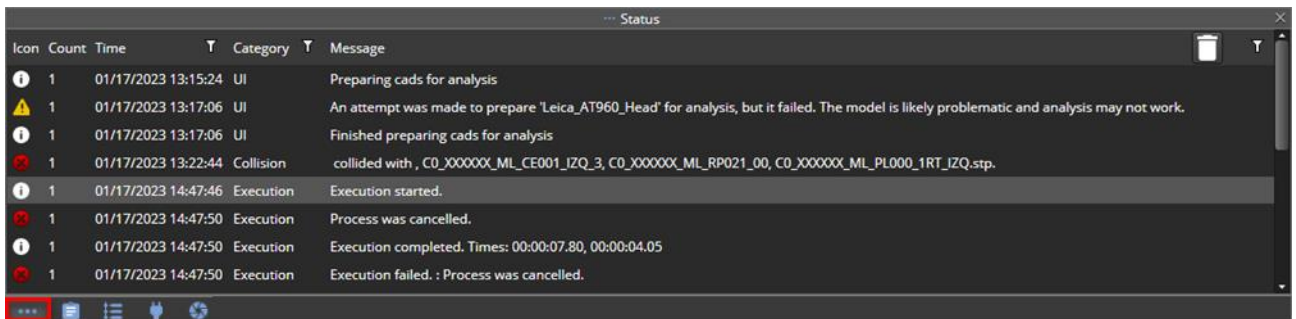 ··· Status
Icon Count Time Category Message
1 01/17/2023 13:15:24 UI Preparing cads for analysis
1 01/17/2023 13:17:06 UI An attempt was made to prepare 'Leica_AT960_Head' for analysis, but it failed. The model is likely problematic and analysis may not work.
1 01/17/2023 13:17:06 UI Finished preparing cads for analysis
1 01/17/2023 13:22:44 Collision collided with , C0_XXXXXX_ML_CE001_IZQ_3, C0_XXXXXX_ML_RP021_00, C0_XXXXXX_ML_PL000_1RT_IZQ.stp.
1 01/17/2023 14:47:46 Execution Execution started.
1 01/17/2023 14:47:50 Execution Process was cancelled.
1 01/17/2023 14:47:50 Execution Execution completed. Times: 00:00:07.80, 00:00:04.05
1 01/17/2023 14:47:50 Execution Execution failed. : Process was cancelled.